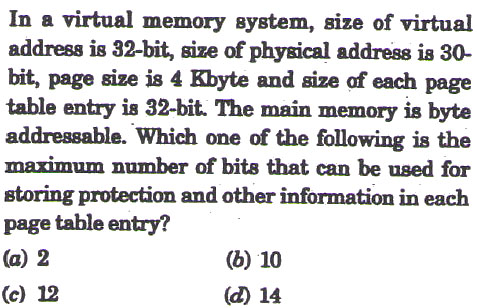 In a virtual memory system, size of virtual
address is 32-bit, size of physical address is 30-
bit, page size is 4 Kbyte and size of each page
table entry is 32-bit. The main memory is byte
addressable. Which one of the following is the
maximum number of bits that can be used for
storing protection and other information in each
page table entry?
(a) 2 (b) 10
(c) 12 (d) 14